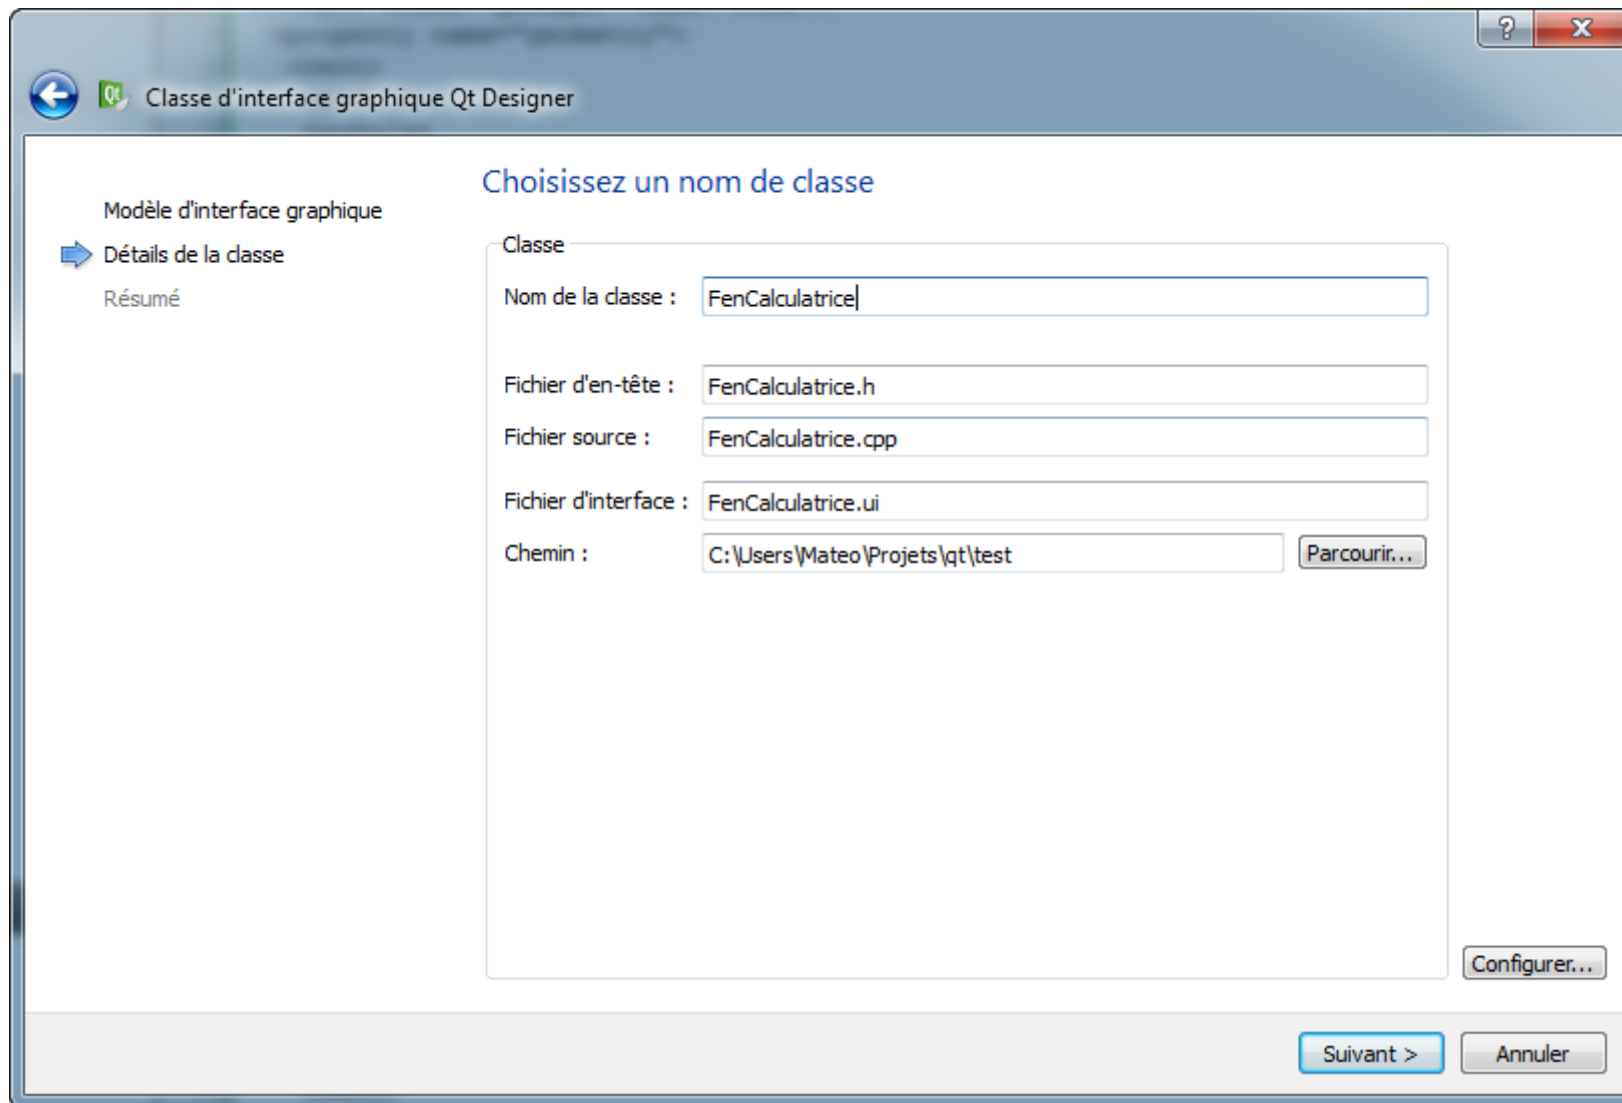 Classe d'interface graphique Qt Designer
Modèle d'interface graphique
Détails de la classe
Résumé
Choisissez un nom de classe
Classe
Nom de la classe : FenCalculatrice
Fichier d'en-tête : FenCalculatrice.h
Fichier source : FenCalculatrice.cpp
Fichier d'interface : FenCalculatrice.ui
Chemin : C:\Users\Mateo\Projets\qt\test Parcourir...
Configurer...
Suivant > Annuler